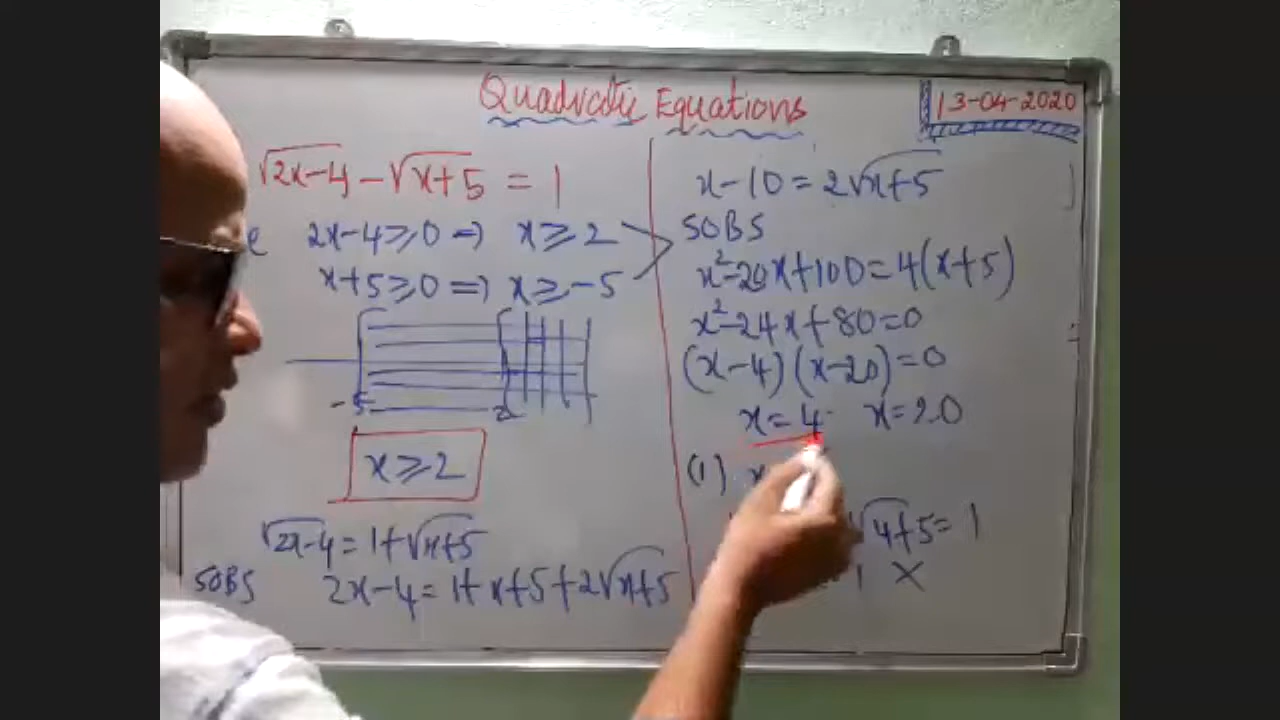 Quadratic Equations
13-04-2020
√2x-4 - √x+5 = 1
2x-4 ≥ 0 ⇒ x ≥ 2
x+5 ≥ 0 ⇒ x ≥ -5
-5 2
x ≥ 2
√2x-4 = 1+√x+5
SOBS 2x-4 = 1+x+5+2√x+5
x-10 = 2√x+5
SOBS
x²-20x+100 = 4(x+5)
x²-24x+80=0
(x-4)(x-20)=0
x=4 x=20
(1) x
√4+5 = 1
1 ×